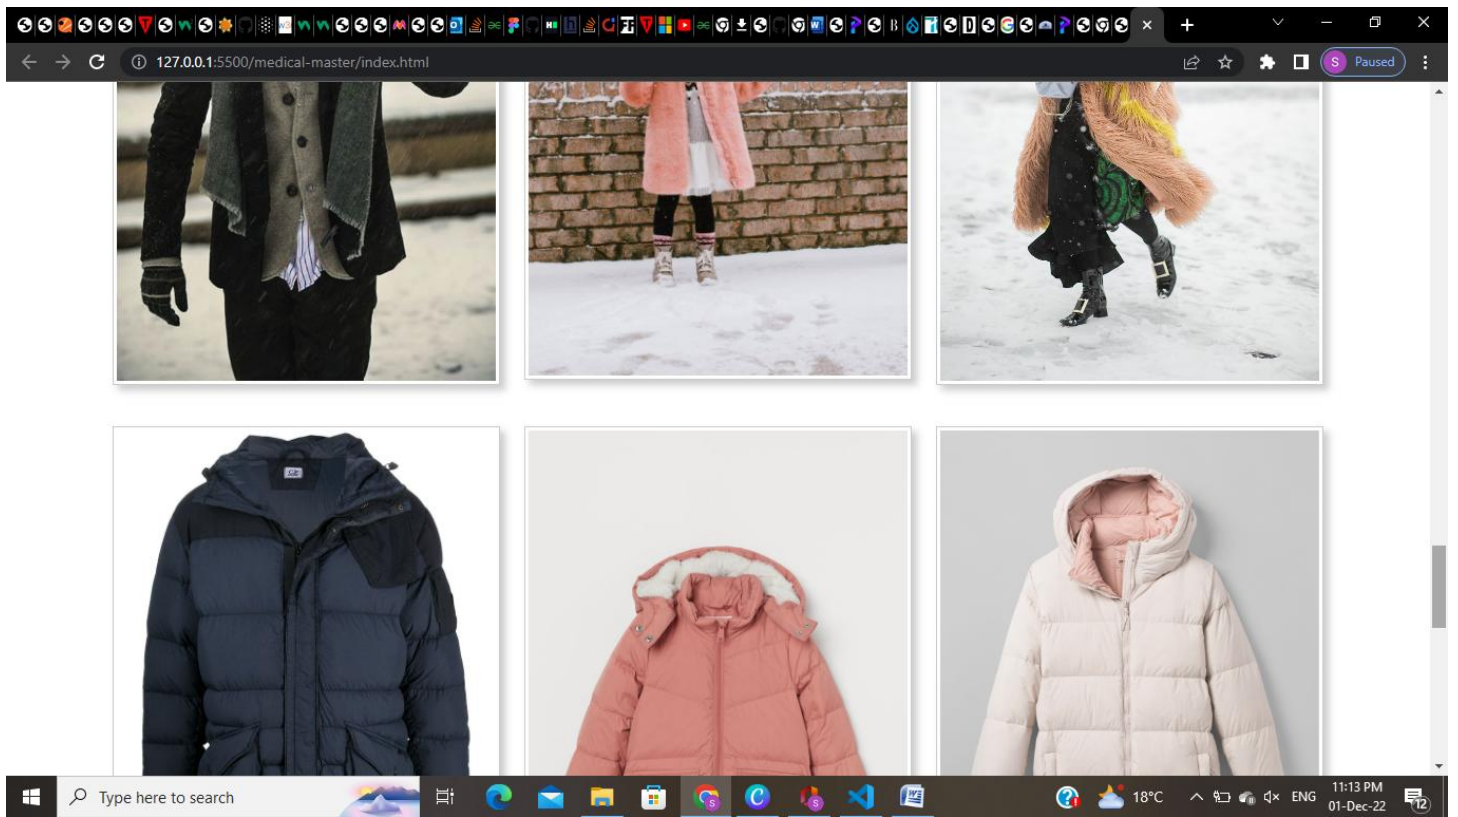 127.0.0.1:5500/medical-master/index.html
S Paused
Type here to search
18°C
ENG
11:13 PM
01-Dec-22
12